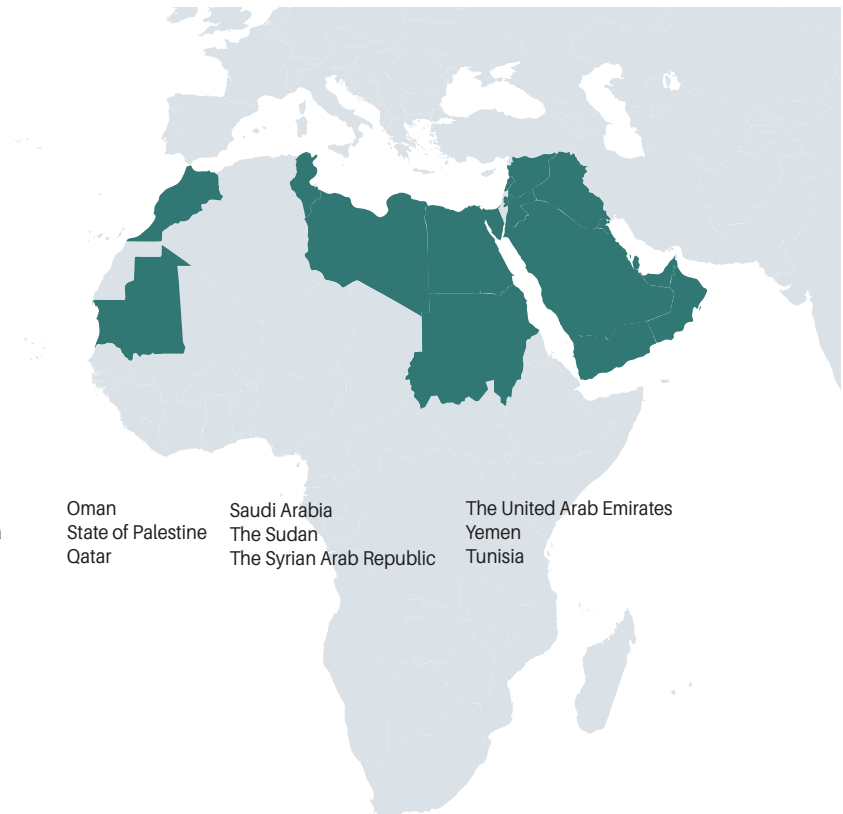 Oman
State of Palestine
Qatar
Saudi Arabia
The Sudan
The Syrian Arab Republic
The United Arab Emirates
Yemen
Tunisia